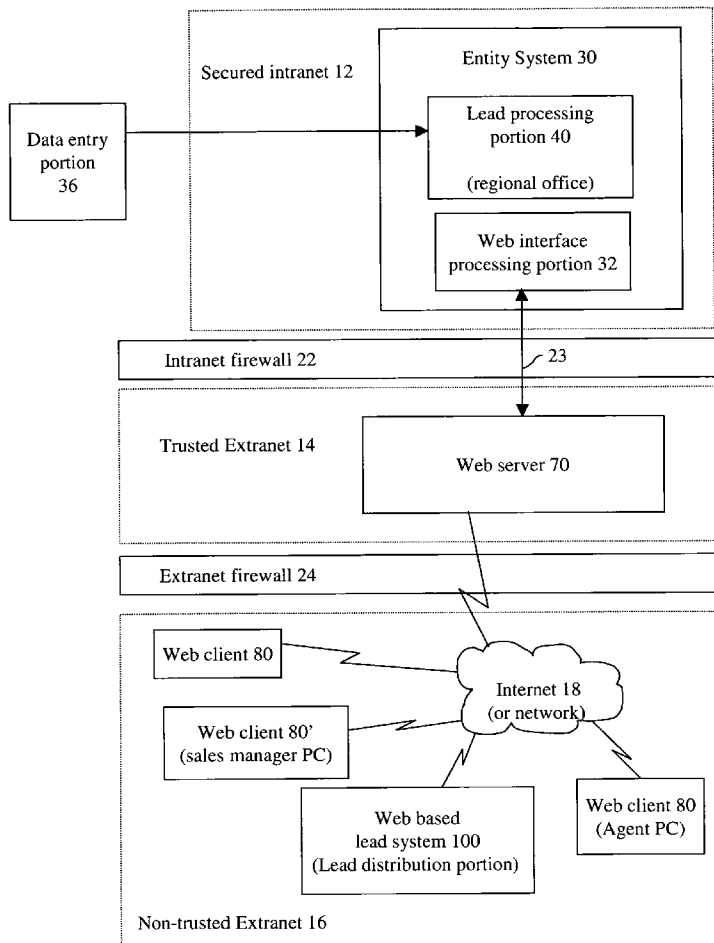 Entity System 30
Secured intranet 12
Lead processing
portion 40
(regional office)
Data entry
portion
36
Web interface
processing portion 32
Intranet firewall 22
23
Trusted Extranet 14
Web server 70
Extranet firewall 24
Web client 80
Internet 18
(or network)
Web client 80'
(sales manager PC)
Web based
lead system 100
(Lead distribution portion)
Web client 80
(Agent PC)
Non-trusted Extranet 16